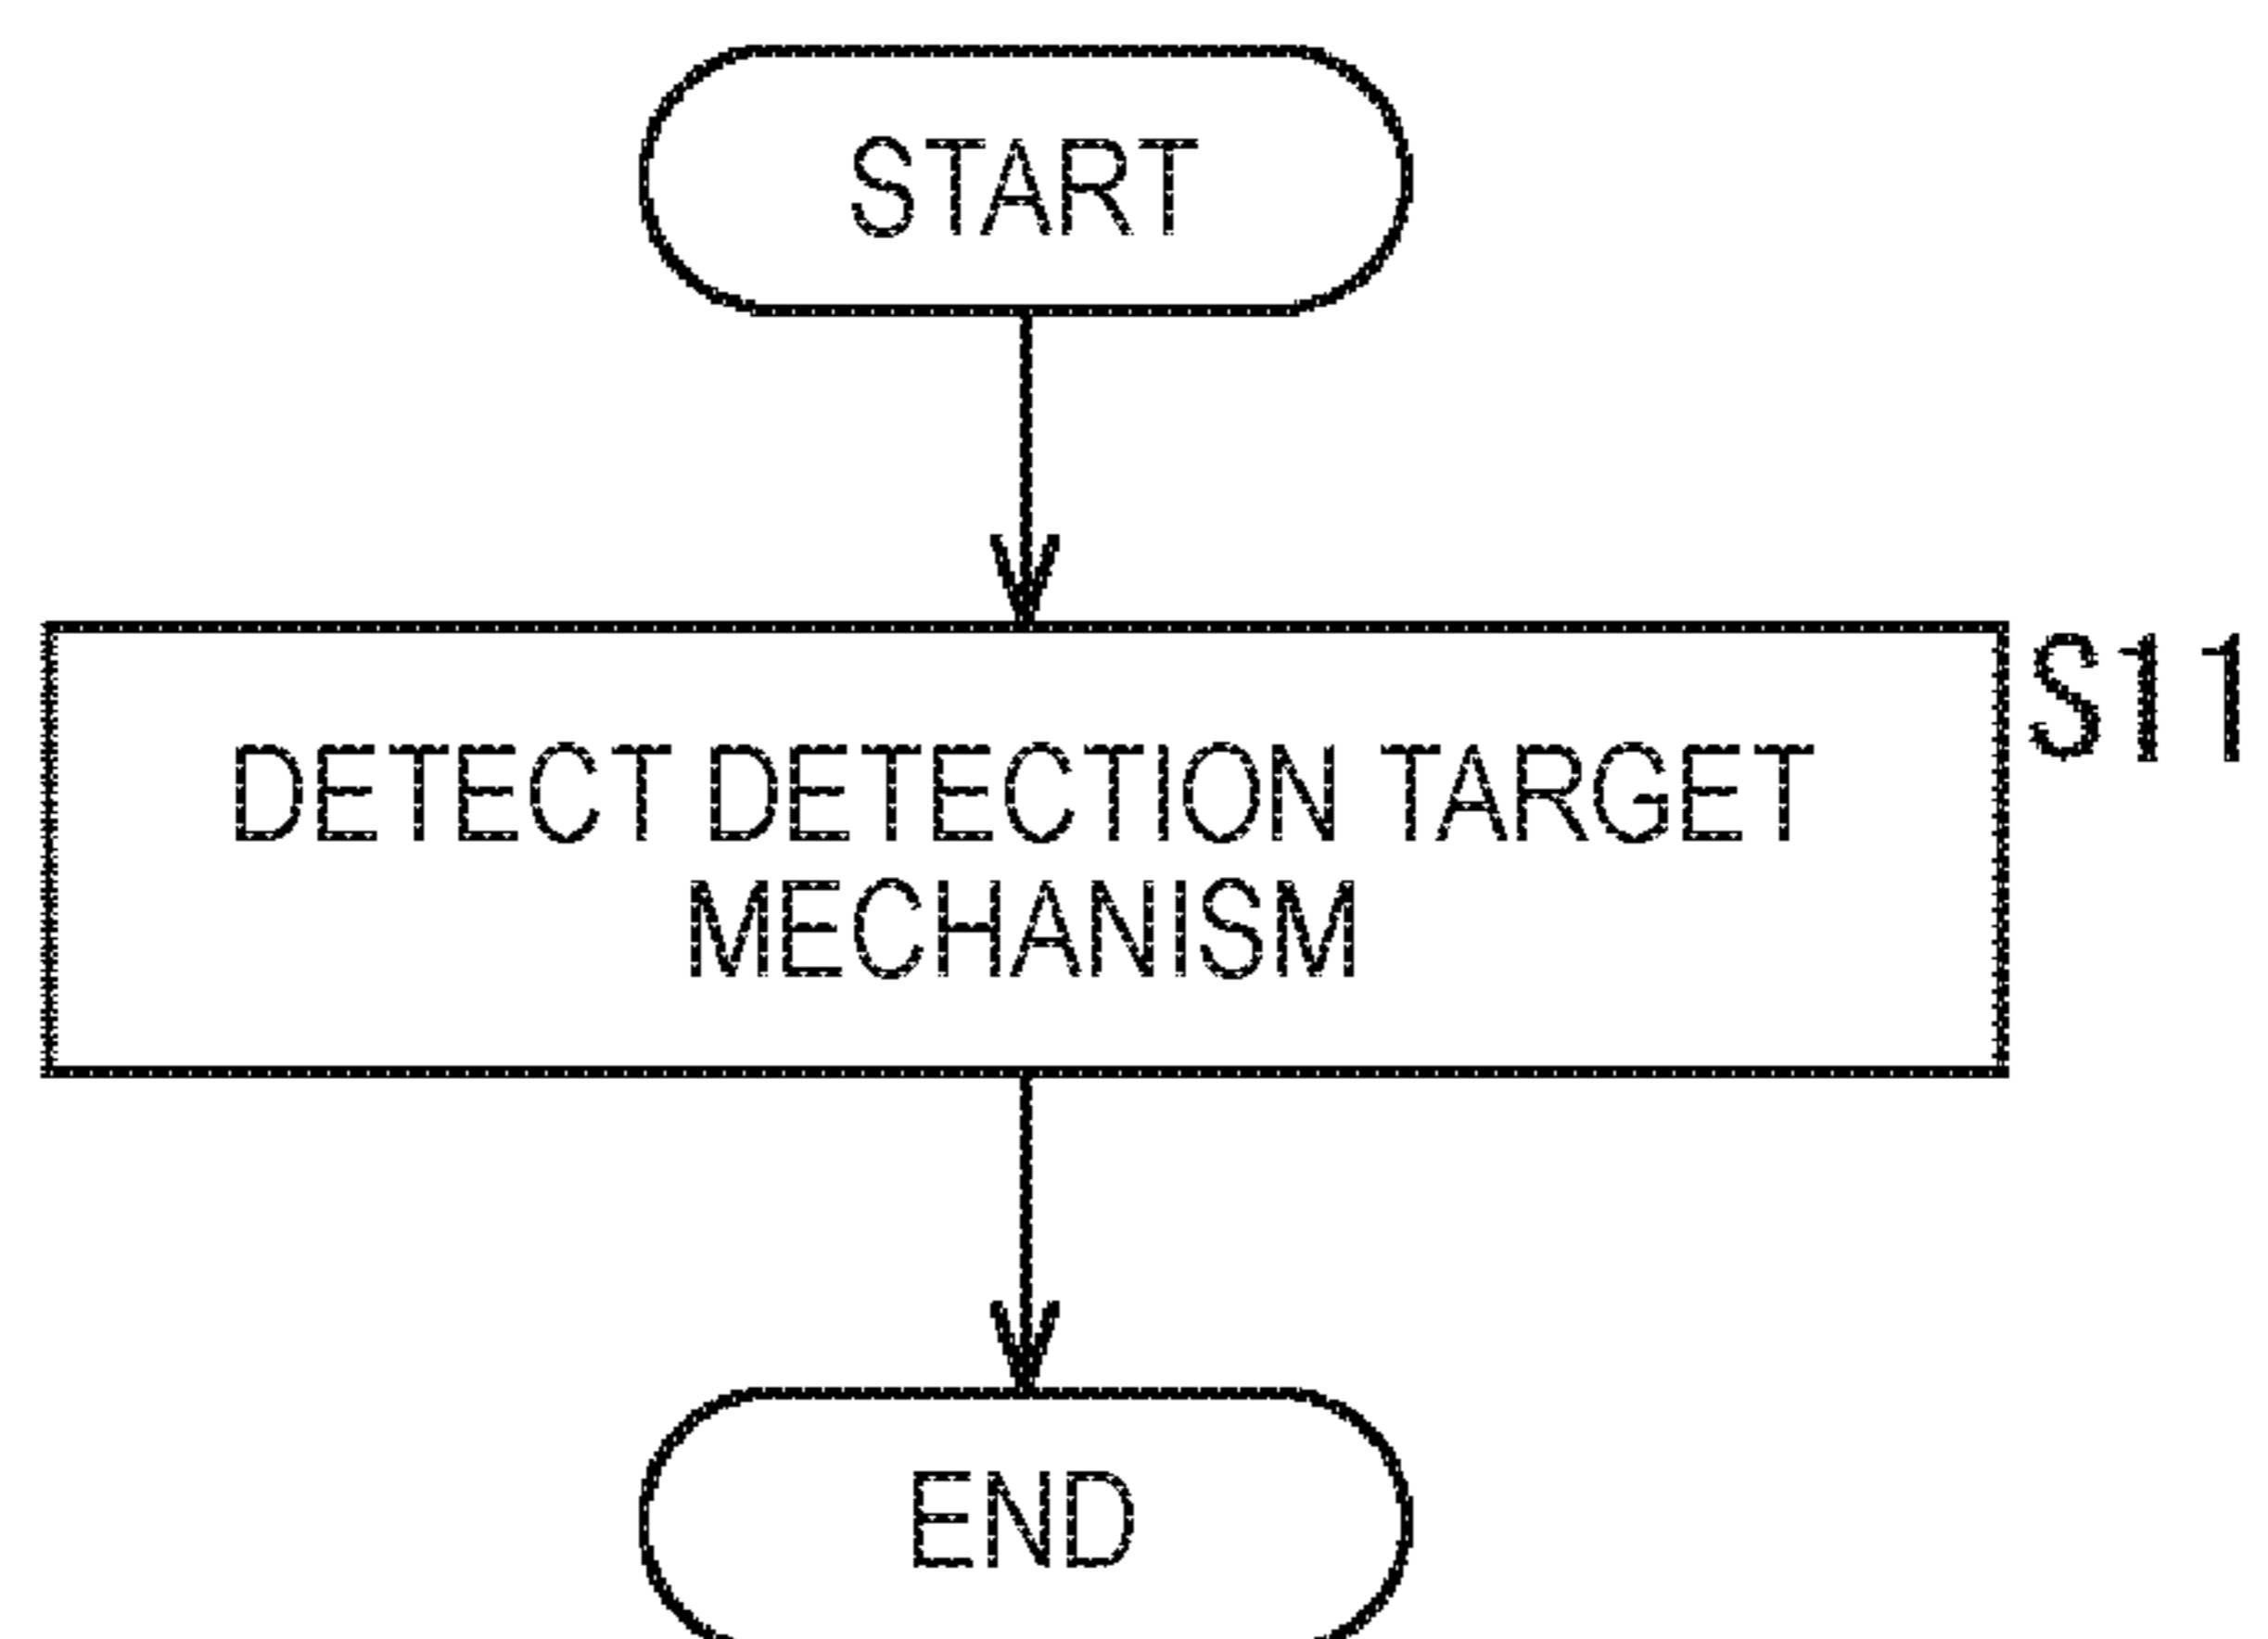 START
S11
DETECT DETECTION TARGET
MECHANISM
END